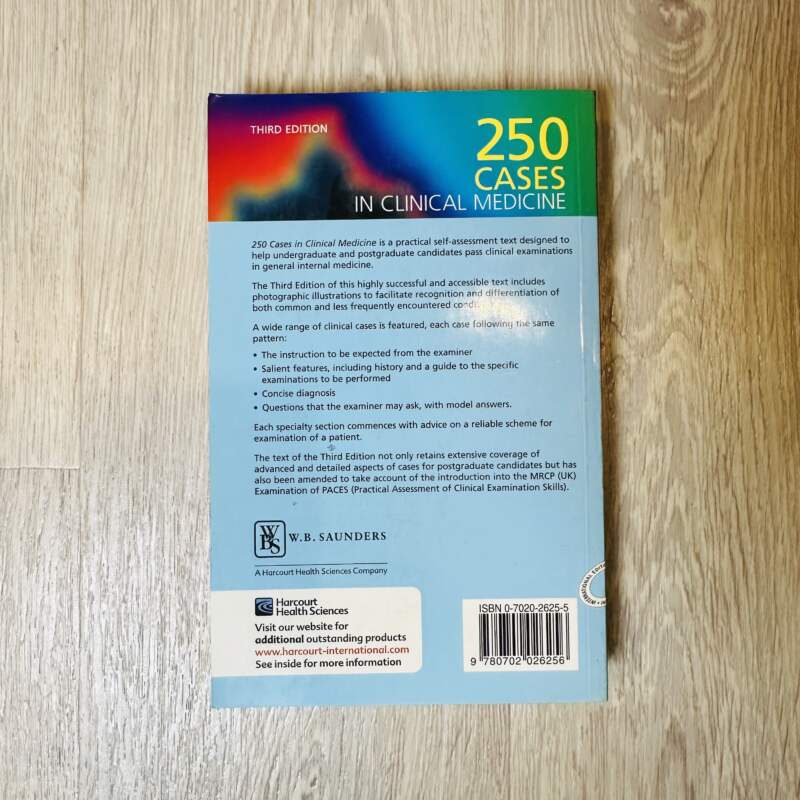 THIRD EDITION
250
CASES
IN CLINICAL MEDICINE
250 Cases in Clinical Medicine is a practical self-assessment text designed to
help undergraduate and postgraduate candidates pass clinical examinations
in general internal medicine.
The Third Edition of this highly successful and accessible text includes
photographic illustrations to facilitate recognition and differentiation of
both common and less frequently encountered
A wide range of clinical cases is featured, each case following the same
pattern:
• The instruction to be expected from the examiner
• Salient features, including history and a guide to the specific
examinations to be performed
• Concise diagnosis
• Questions that the examiner may ask, with model answers.
Each specialty section commences with advice on a reliable scheme for
examination of a patient.
The text of the Third Edition not only retains extensive coverage of
advanced and detailed aspects of cases for postgraduate candidates but has
also been amended to take account of the introduction into the MRCP (UK)
Examination of PACES (Practical Assessment of Clinical Examination Skills).
WBS W.B. SAUNDERS
A Harcourt Health Sciences Company
Harcourt
Health Sciences
Visit our website for
additional outstanding products
www.harcourt-international.com
See inside for more information
INTERNATIONAL
ISBN 0-7020-2625-5
9 780702 026256